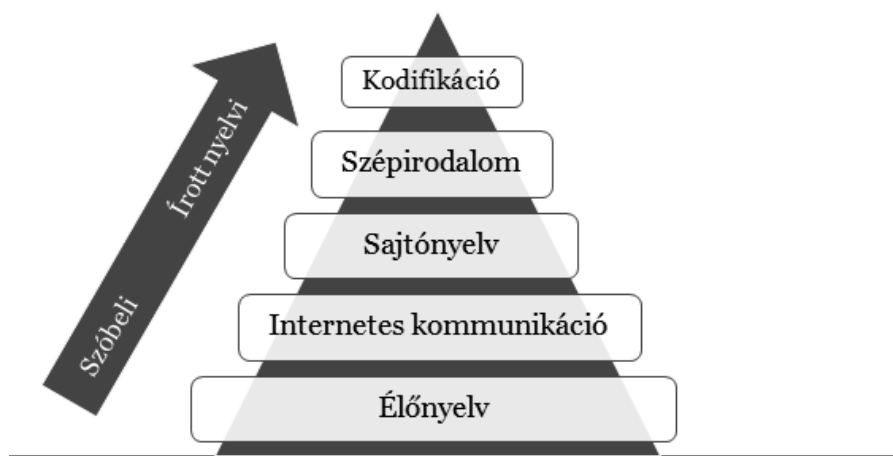 Kodifikáció
Szépirodalom
Sajtónyelv
Internetes kommunikáció
Élőnyelv
Írott nyelvi
Szóbeli